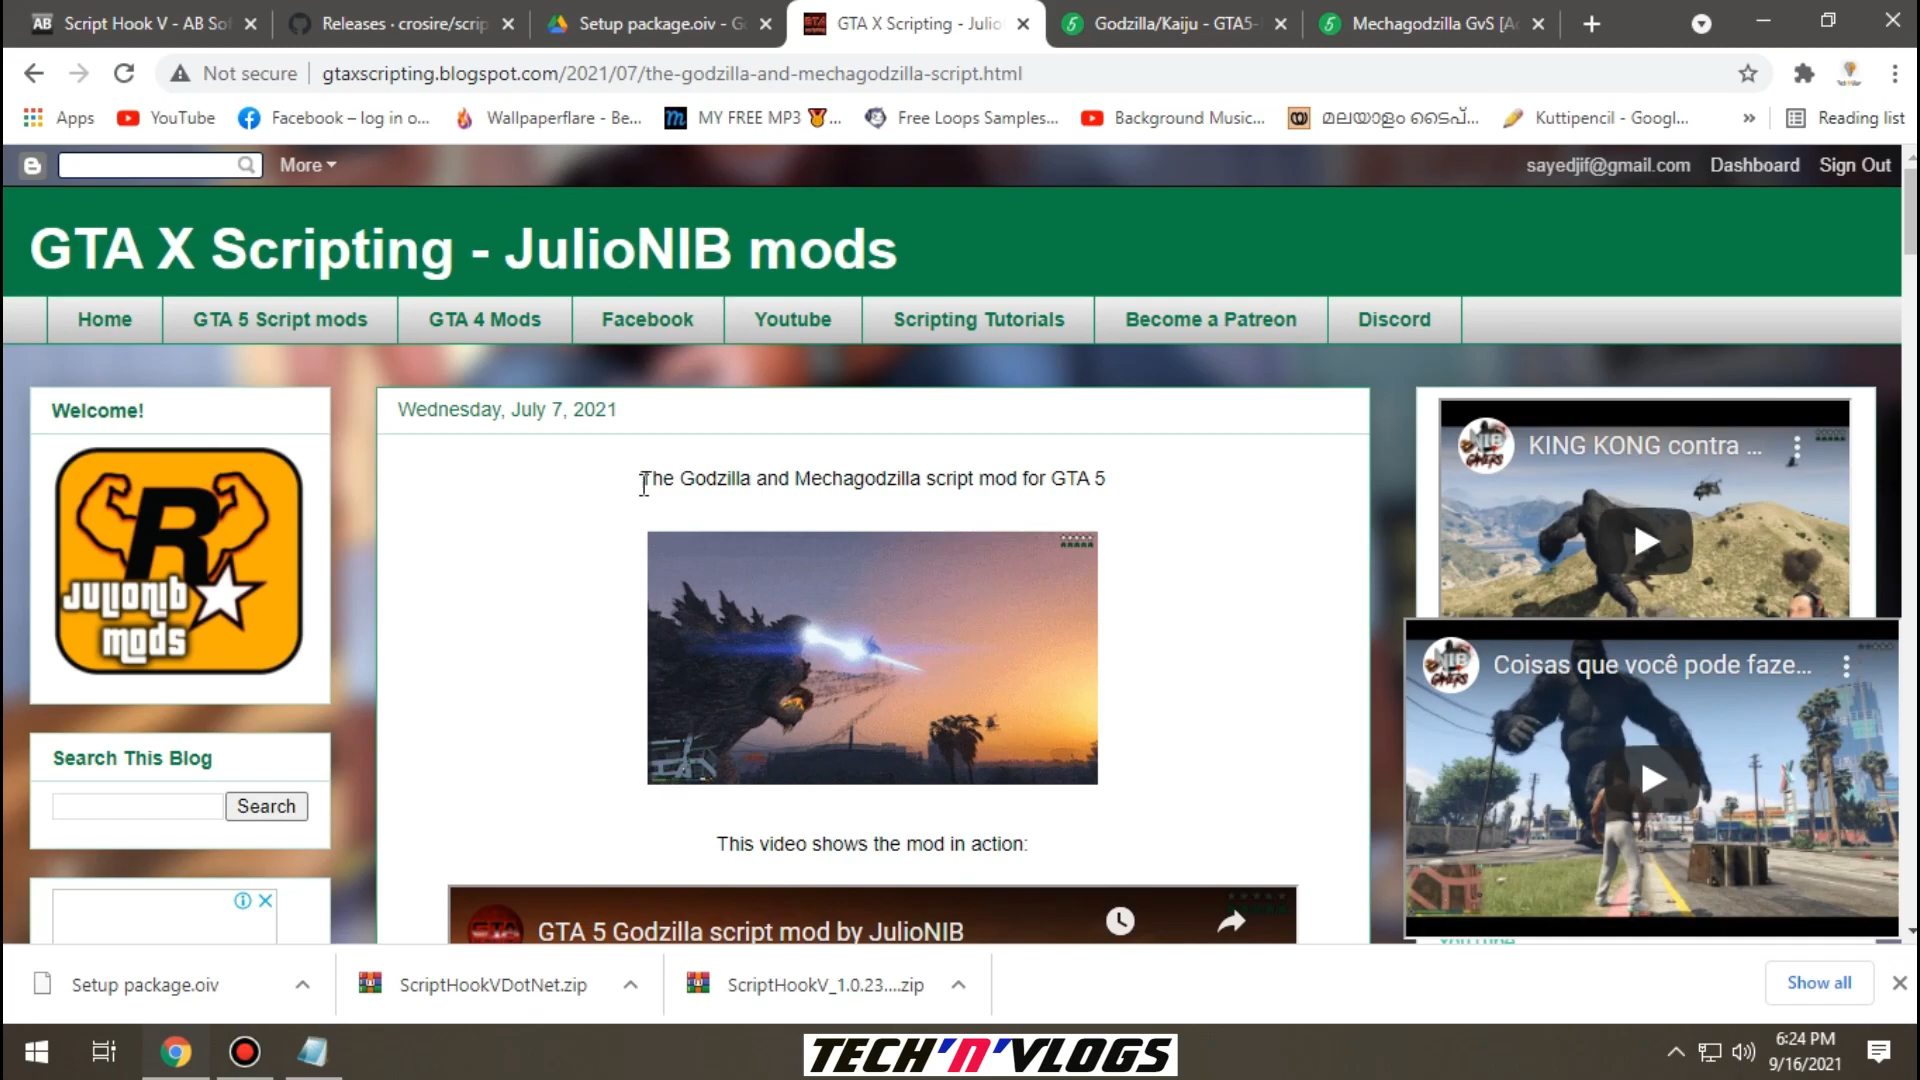 Script Hook V - AB Sof
Releases · crosire/scrip
Setup package.oiv - G
GTA X Scripting - Julio
Godzilla/Kaiju - GTA5-
Mechagodzilla GvS [A
Not secure
gtaxscripting.blogspot.com/2021/07/the-godzilla-and-mechagodzilla-script.html
Apps
YouTube
Facebook – log in o...
Wallpaperflare - Be...
MY FREE MP3 ...
Free Loops Samples...
Background Music...
മലയാളം ടൈപ്...
Kuttipencil - Googl...
»
Reading list
More
sayedjif@gmail.com
Dashboard
Sign Out
GTA X Scripting - JulioNIB mods
Home
GTA 5 Script mods
GTA 4 Mods
Facebook
Youtube
Scripting Tutorials
Become a Patreon
Discord
Welcome!
R
JulioNIB
mods
Search This Blog
Search
Wednesday, July 7, 2021
The Godzilla and Mechagodzilla script mod for GTA 5
This video shows the mod in action:
GTA 5 Godzilla script mod by JulioNIB
KING KONG contra ...
Coisas que você pode faze...
YouTube
Setup package.oiv
ScriptHookVDotNet.zip
ScriptHookV_1.0.23....zip
Show all
TECH'N'VLOGS
6:24 PM
9/16/2021